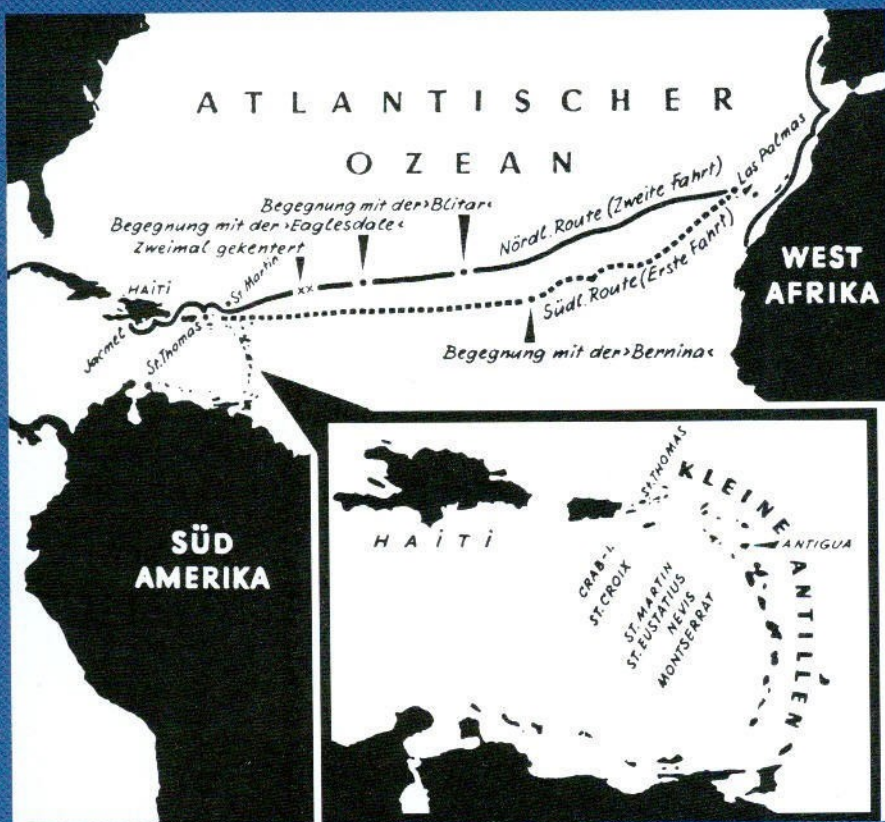 ATLANTISCHER
OZEAN
Las Palmas
Begegnung mit der ›Blitar‹
Begegnung mit der ›Eaglesdale‹
Zweimal gekentert
Nördl. Route (Zweite Fahrt)
Südl. Route (Erste Fahrt)
WEST
AFRIKA
xx
St. Martin
HAITI
Jacmel
St. Thomas
Begegnung mit der ›Bernina‹
SÜD
AMERIKA
ST. THOMAS
KLEINE
ANTILLEN
HAITI
ANTIGUA
CRAB-I.
ST. CROIX
ST. MARTIN
ST. EUSTATIUS
NEVIS
MONTSERRAT